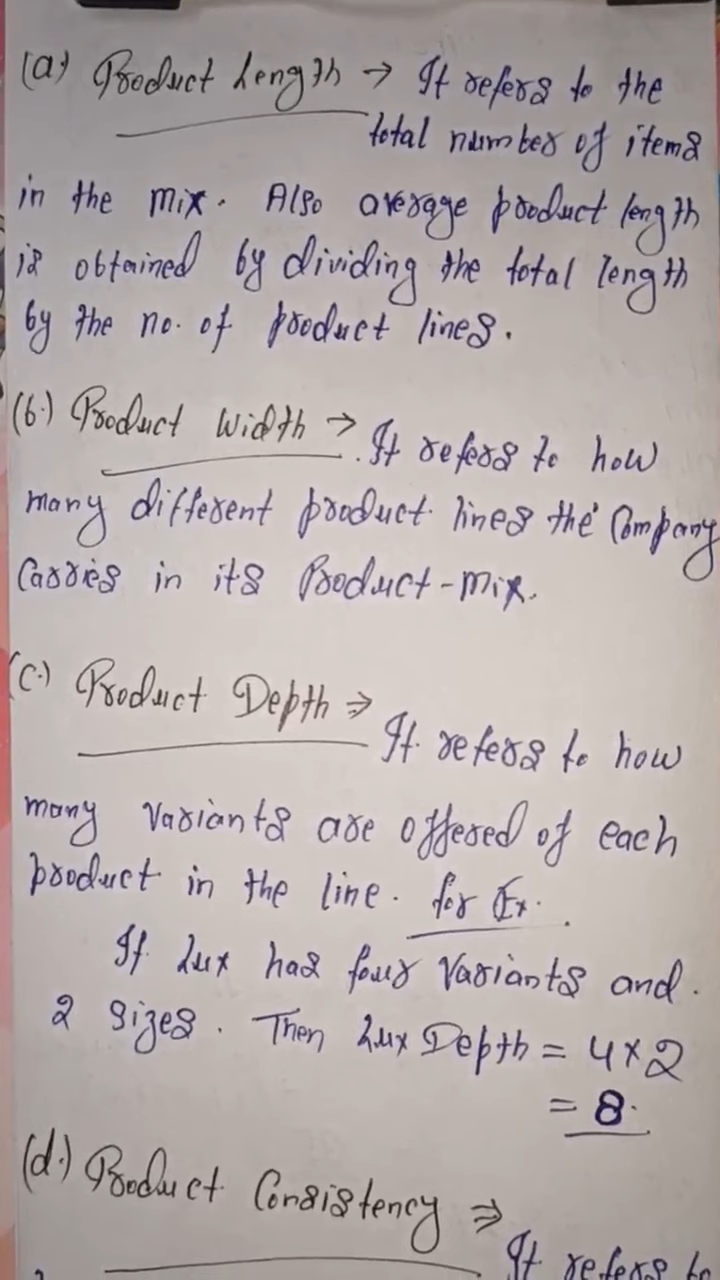 (a) Product Length → It refers to the
total number of items
in the mix. Also average product length
is obtained by dividing the total length
by the no. of product lines.
(b.) Product Width → It refers to how
many different product lines the Company
Carries in its Product-mix.
(c.) Product Depth ⇒
It refers to how
many variants are offered of each
product in the line. for Ex.
If Lux has four variants and
2 sizes. Then Lux Depth = 4 x 2
= 8.
(d.) Product Consistency ⇒
It refers to